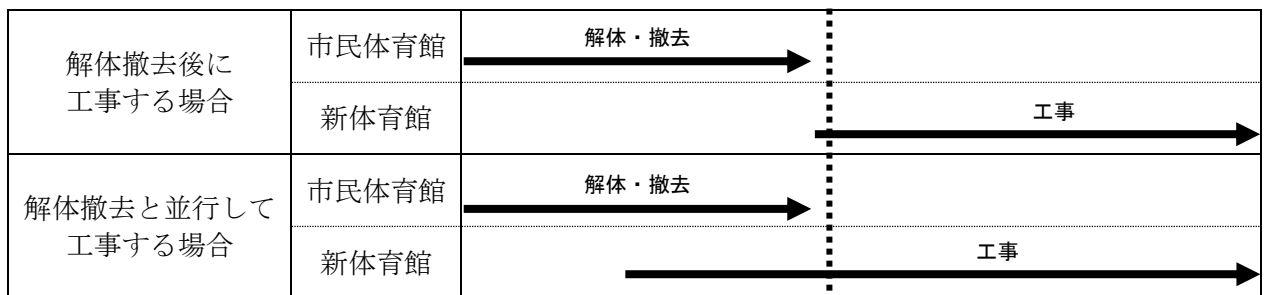 解体撤去後に
工事する場合
市民体育館
解体・撤去
新体育館
工事
解体撤去と並行して
工事する場合
市民体育館
解体・撤去
新体育館
工事